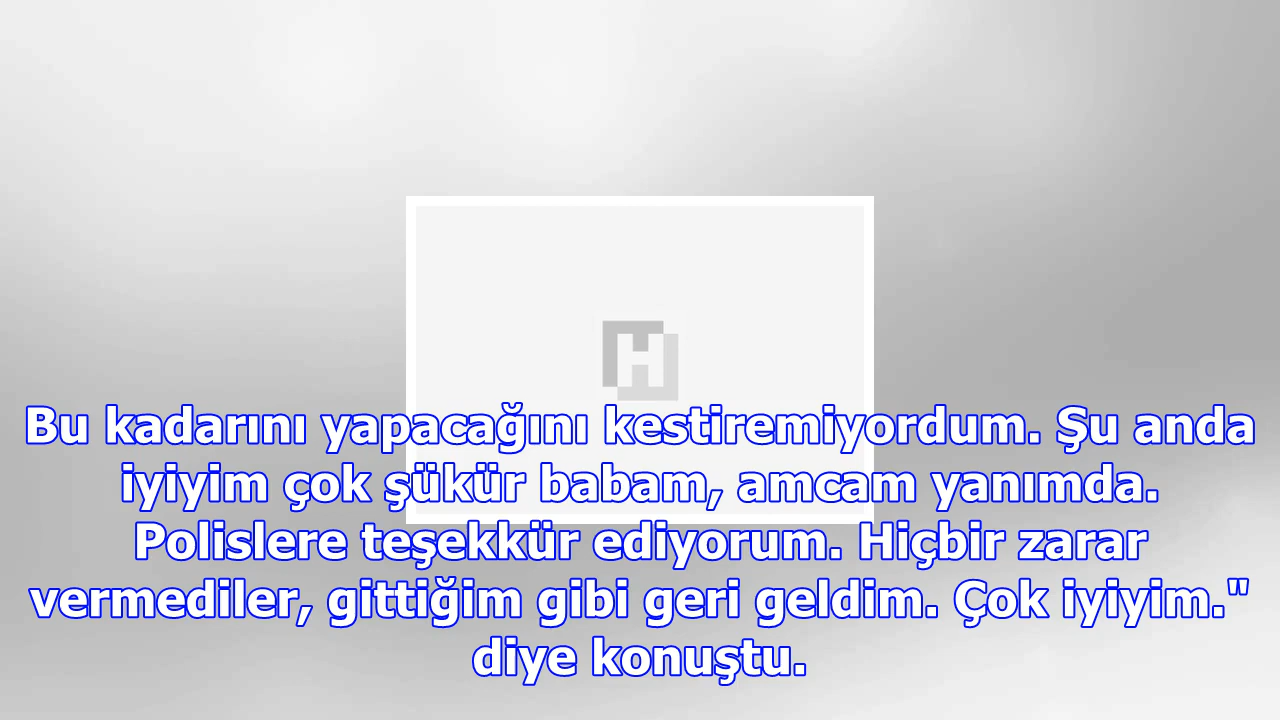 H
Bu kadarını yapacağını kestiremiyordum. Şu anda
iyiyim çok şükür babam, amcam yanımda.
Polislere teşekkür ediyorum. Hiçbir zarar
vermediler, gittiğim gibi geri geldim. Çok iyiyim."
diye konuştu.